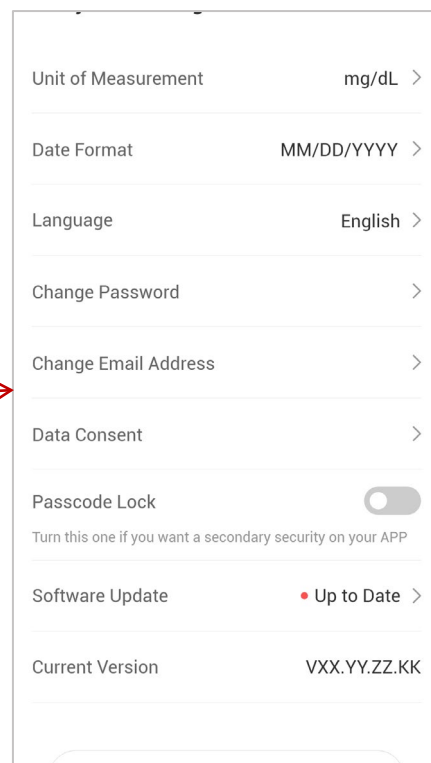 Unit of Measurement mg/dL >
Date Format MM/DD/YYYY >
Language English >
Change Password >
Change Email Address >
Data Consent >
Passcode Lock
Turn this one if you want a secondary security on your APP
Software Update • Up to Date >
Current Version VXX.YY.ZZ.KK